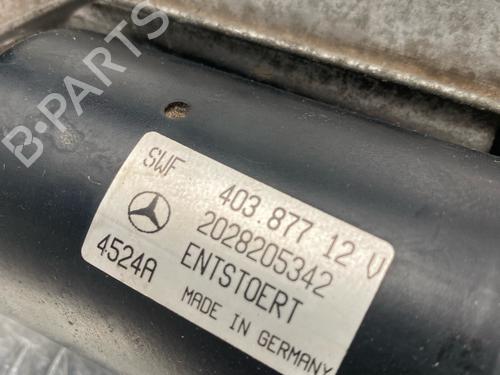 B-PARTS
SWF 403.877 12 V
2028205342
4524A ENTSTOERT
MADE IN GERMANY